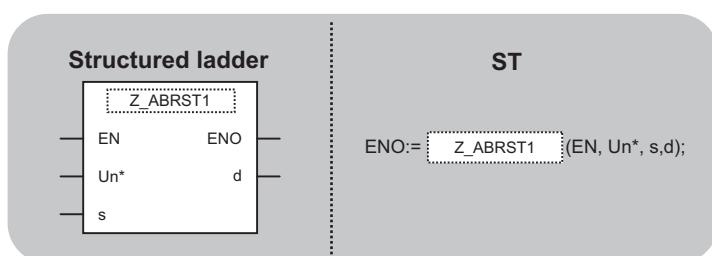 Structured ladder
Z_ABRST1
EN ENO
Un* d
s
ST
ENO:= Z_ABRST1 (EN, Un*, s,d);